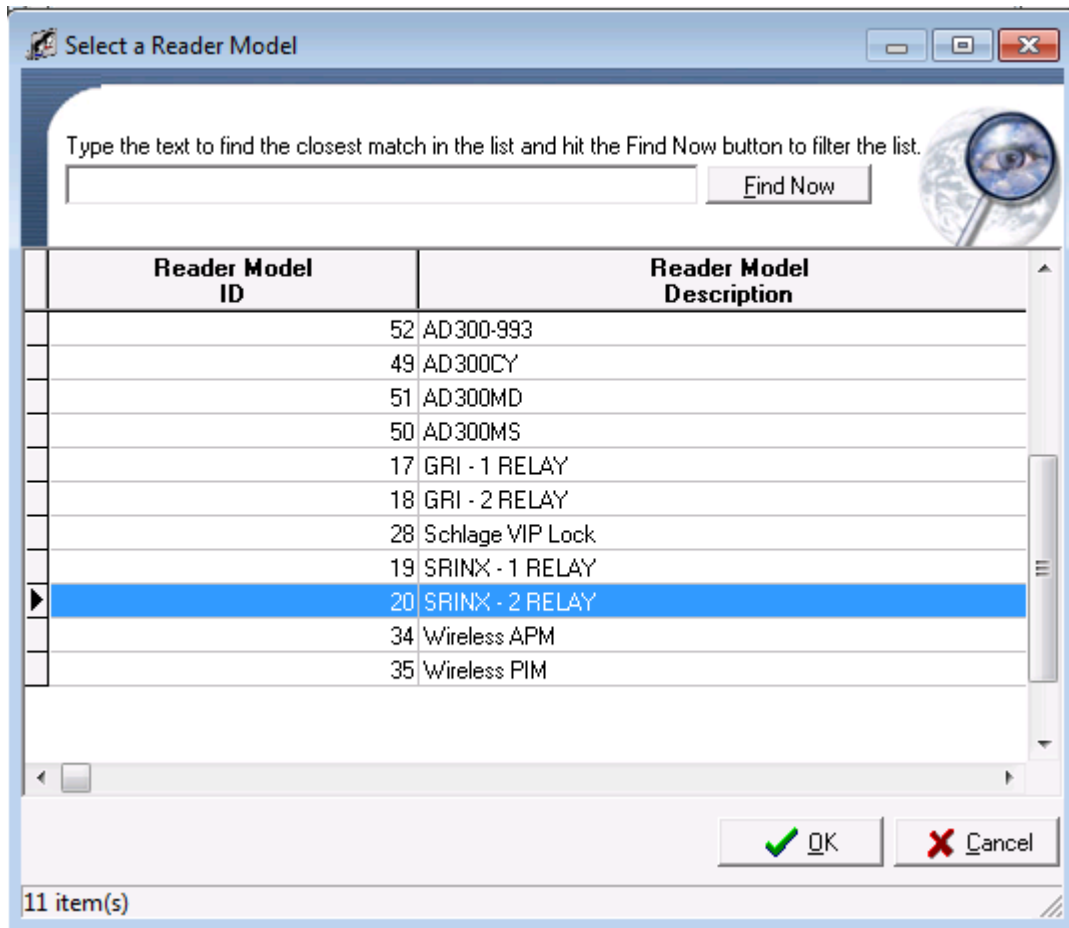 Select a Reader Model
Type the text to find the closest match in the list and hit the Find Now button to filter the list.
Find Now
Reader Model ID Reader Model Description
52 AD300-993
49 AD300CY
51 AD300MD
50 AD300MS
17 GRI - 1 RELAY
18 GRI - 2 RELAY
28 Schlage VIP Lock
19 SRINX - 1 RELAY
20 SRINX - 2 RELAY
34 Wireless APM
35 Wireless PIM
OK Cancel
11 item(s)